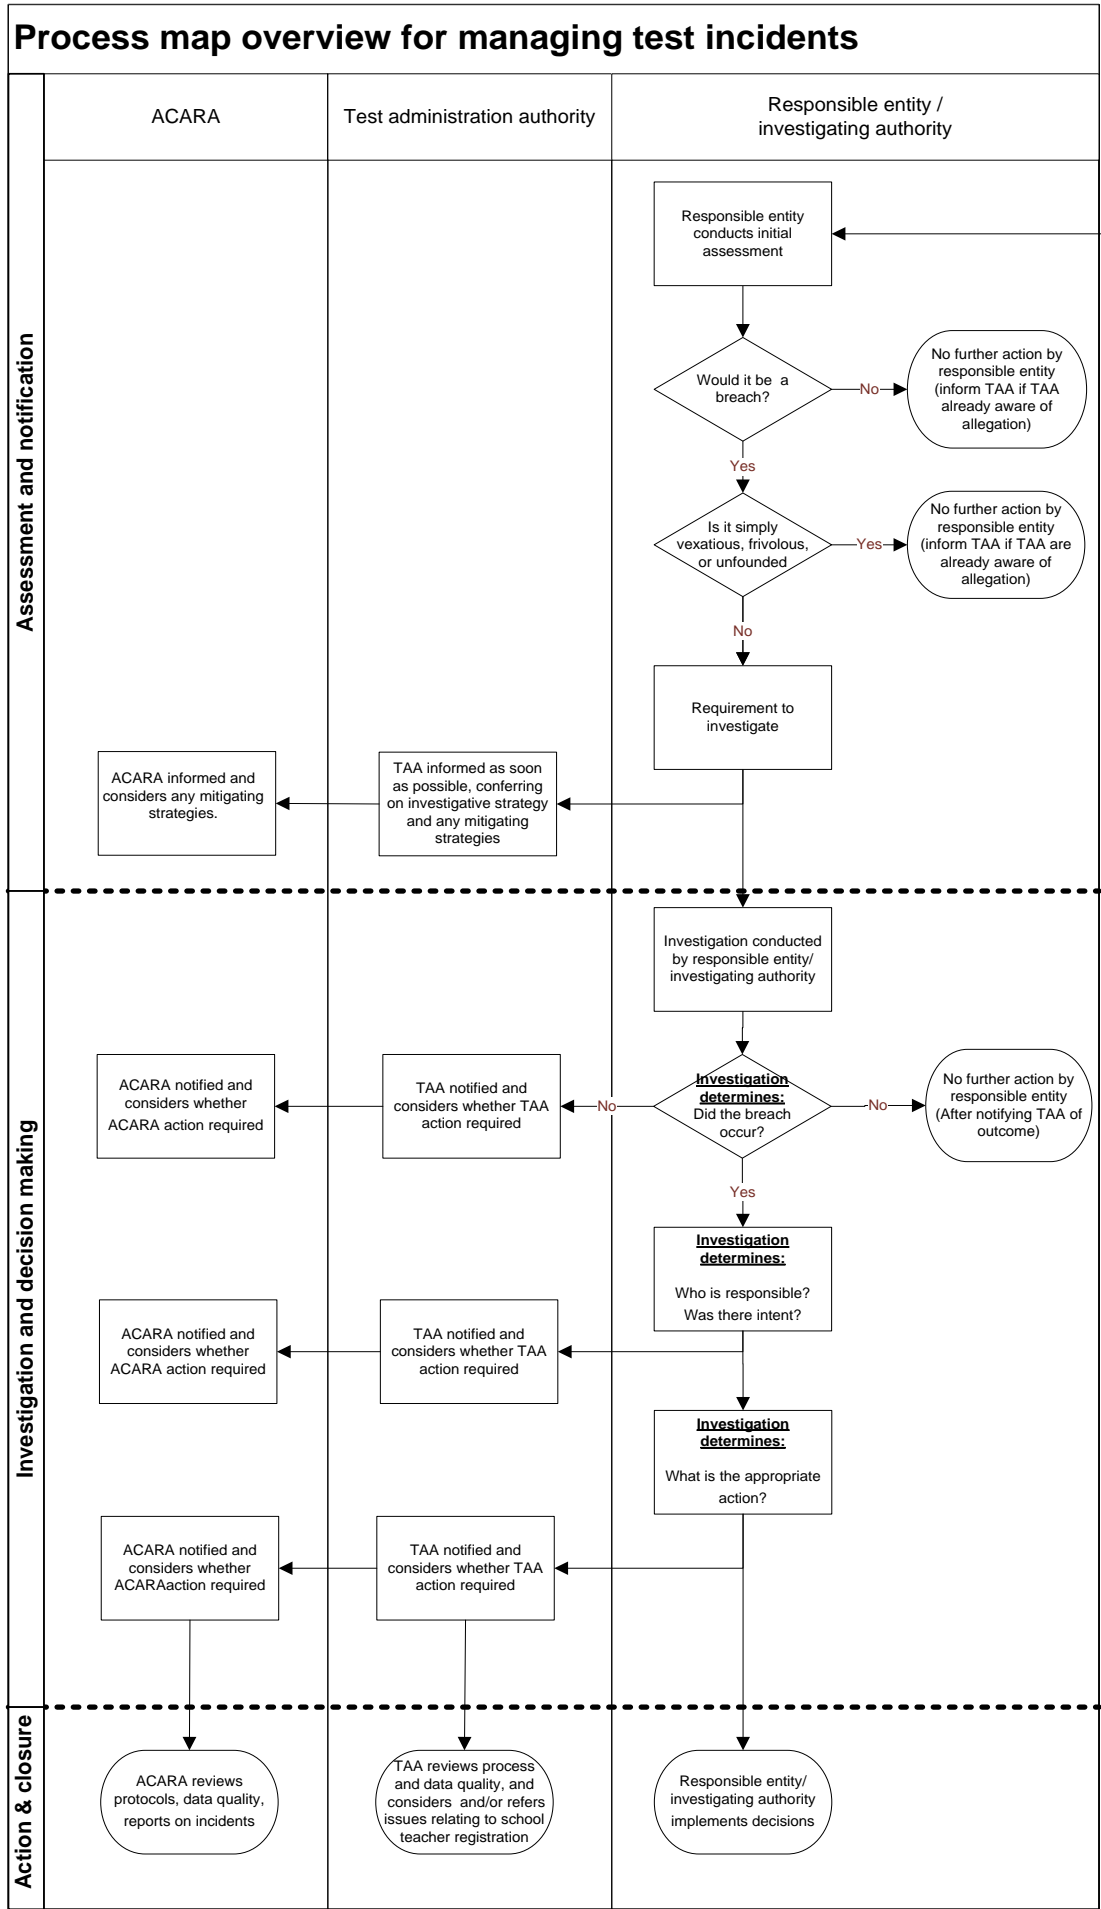 Process map overview for managing test incidents
ACARA
Test administration authority
Responsible entity /
investigating authority
Assessment and notification
Responsible entity
conducts initial
assessment
Would it be  a
breach?
No
No further action by
responsible entity
(inform TAA if TAA
already aware of
allegation)
Yes
Is it simply
vexatious, frivolous,
or unfounded
Yes
No further action by
responsible entity
(inform TAA if TAA are
already aware of
allegation)
No
Requirement to
investigate
ACARA informed and
considers any mitigating
strategies.
TAA informed as soon
as possible, conferring
on investigative strategy
and any mitigating
strategies
Investigation and decision making
Investigation conducted
by responsible entity/
investigating authority
ACARA notified and
considers whether
ACARA action required
TAA notified and
considers whether TAA
action required
No
Investigation
determines:
Did the breach
occur?
No
No further action by
responsible entity
(After notifying TAA of
outcome)
Yes
Investigation
determines:
Who is responsible?
Was there intent?
ACARA notified and
considers whether
ACARA action required
TAA notified and
considers whether TAA
action required
Investigation
determines:
What is the appropriate
action?
ACARA notified and
considers whether
ACARAaction required
TAA notified and
considers whether TAA
action required
Action & closure
ACARA reviews
protocols, data quality,
reports on incidents
TAA reviews process
and data quality, and
considers  and/or refers
issues relating to school
teacher registration
Responsible entity/
investigating authority
implements decisions